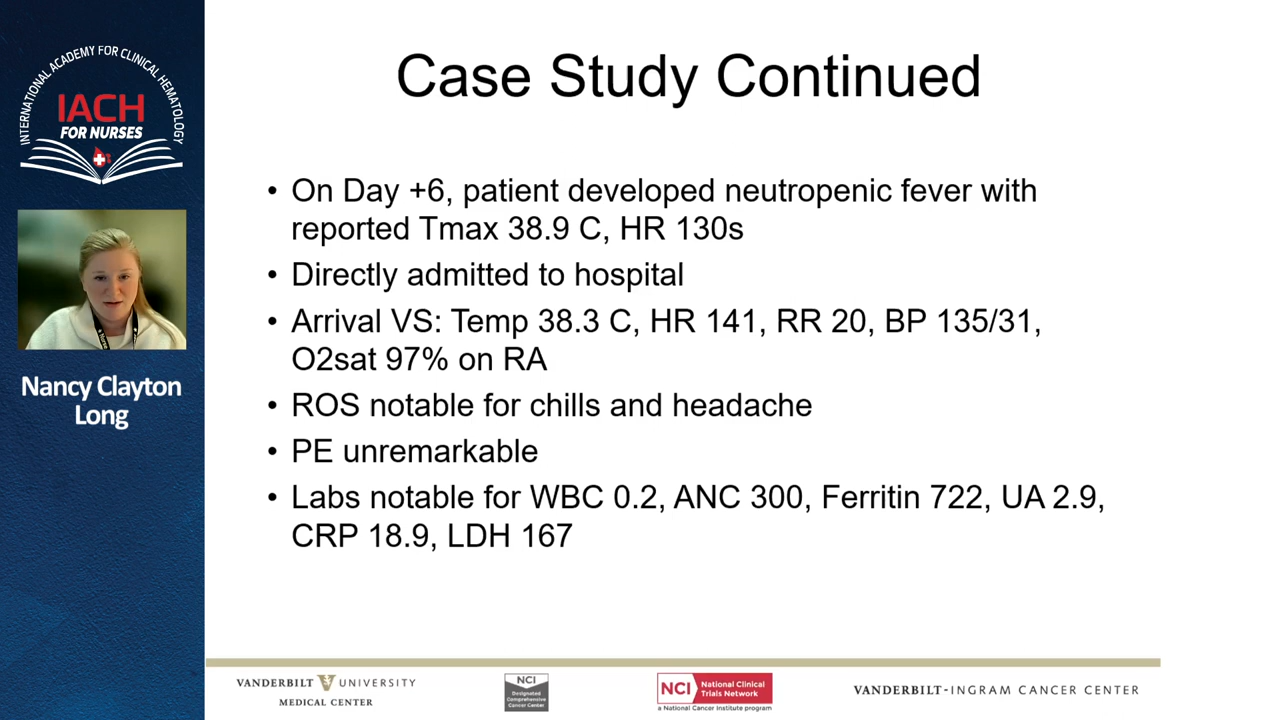 INTERNATIONAL ACADEMY FOR CLINICAL HEMATOLOGY
IACH
FOR NURSES
Nancy Clayton
Long
Case Study Continued
• On Day +6, patient developed neutropenic fever with
reported Tmax 38.9 C, HR 130s
• Directly admitted to hospital
• Arrival VS: Temp 38.3 C, HR 141, RR 20, BP 135/31,
O2sat 97% on RA
• ROS notable for chills and headache
• PE unremarkable
• Labs notable for WBC 0.2, ANC 300, Ferritin 722, UA 2.9,
CRP 18.9, LDH 167
VANDERBILT UNIVERSITY
MEDICAL CENTER
NCI
Designated
Comprehensive
Cancer Center
NCI National Clinical
Trials Network
a National Cancer Institute program
VANDERBILT-INGRAM CANCER CENTER